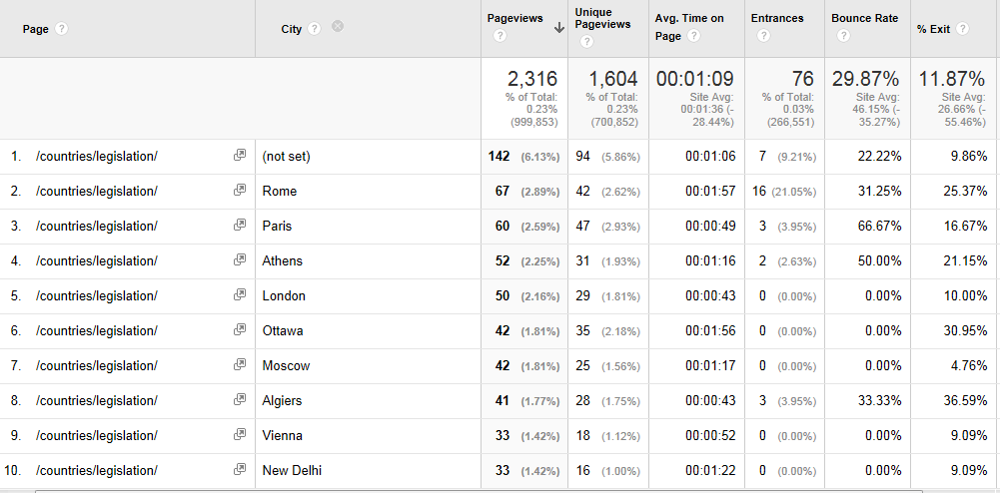 Page ? City ? Pageviews ? Unique Pageviews ? Avg. Time on Page ? Entrances ? Bounce Rate ? % Exit ?
2,316 1,604 00:01:09 76 29.87% 11.87%
% of Total: 0.23% (999,853) % of Total: 0.23% (700,852) Site Avg: 00:01:36 (-28.44%) % of Total: 0.03% (266,551) Site Avg: 46.15% (-35.27%) Site Avg: 26.66% (-55.46%)
1. /countries/legislation/ (not set) 142 (6.13%) 94 (5.86%) 00:01:06 7 (9.21%) 22.22% 9.86%
2. /countries/legislation/ Rome 67 (2.89%) 42 (2.62%) 00:01:57 16 (21.05%) 31.25% 25.37%
3. /countries/legislation/ Paris 60 (2.59%) 47 (2.93%) 00:00:49 3 (3.95%) 66.67% 16.67%
4. /countries/legislation/ Athens 52 (2.25%) 31 (1.93%) 00:01:16 2 (2.63%) 50.00% 21.15%
5. /countries/legislation/ London 50 (2.16%) 29 (1.81%) 00:00:43 0 (0.00%) 0.00% 10.00%
6. /countries/legislation/ Ottawa 42 (1.81%) 35 (2.18%) 00:01:56 0 (0.00%) 0.00% 30.95%
7. /countries/legislation/ Moscow 42 (1.81%) 25 (1.56%) 00:01:17 0 (0.00%) 0.00% 4.76%
8. /countries/legislation/ Algiers 41 (1.77%) 28 (1.75%) 00:00:43 3 (3.95%) 33.33% 36.59%
9. /countries/legislation/ Vienna 33 (1.42%) 18 (1.12%) 00:00:52 0 (0.00%) 0.00% 9.09%
10. /countries/legislation/ New Delhi 33 (1.42%) 16 (1.00%) 00:01:22 0 (0.00%) 0.00% 9.09%